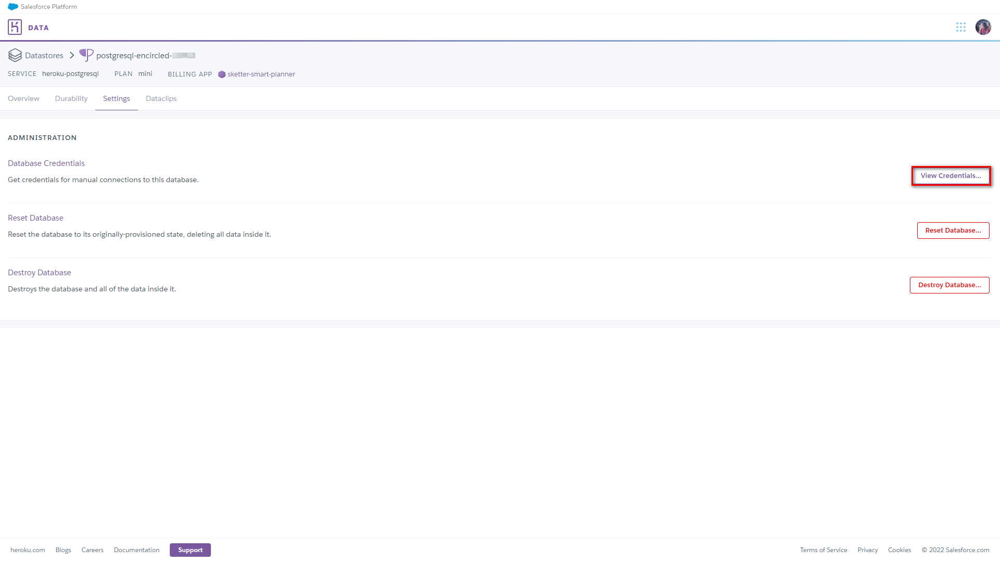 Salesforce Platform
DATA
Datastores postgresql-encircled-
SERVICE heroku-postgresql PLAN mini BILLING APP sketter-smart-planner
Overview Durability Settings Dataclips
ADMINISTRATION
Database Credentials
Get credentials for manual connections to this database.
View Credentials...
Reset Database
Reset the database to its originally-provisioned state, deleting all data inside it.
Reset Database...
Destroy Database
Destroys the database and all of the data inside it.
Destroy Database...
heroku.com Blogs Careers Documentation Support Terms of Service Privacy Cookies © 2022 Salesforce.com